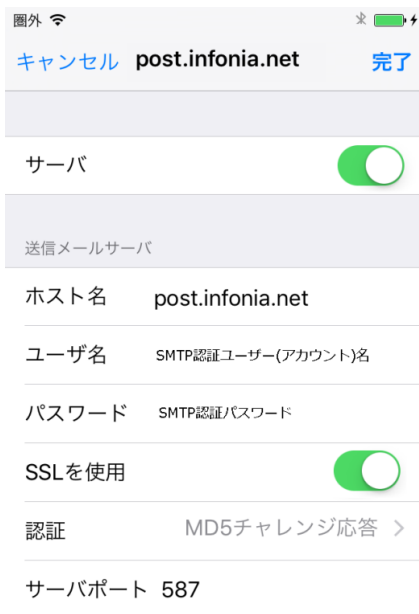 圏外
キャンセル post.infonia.net 完了
サーバ
送信メールサーバ
ホスト名 post.infonia.net
ユーザ名 SMTP認証ユーザー(アカウント)名
パスワード SMTP認証パスワード
SSLを使用
認証 MD5チャレンジ応答
サーバポート 587